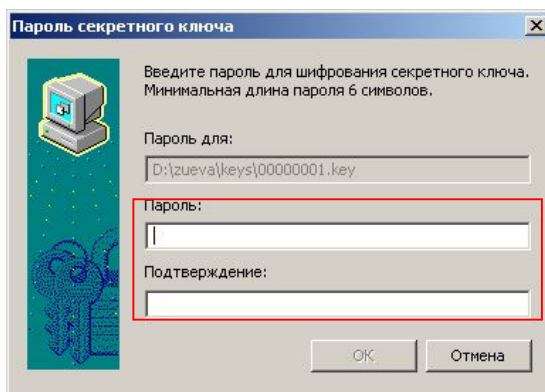 Пароль секретного ключа
Введите пароль для шифрования секретного ключа.
Минимальная длина пароля 6 символов.
Пароль для:
D:\zueva\keys\00000001.key
Пароль:
Подтверждение:
OK
Отмена